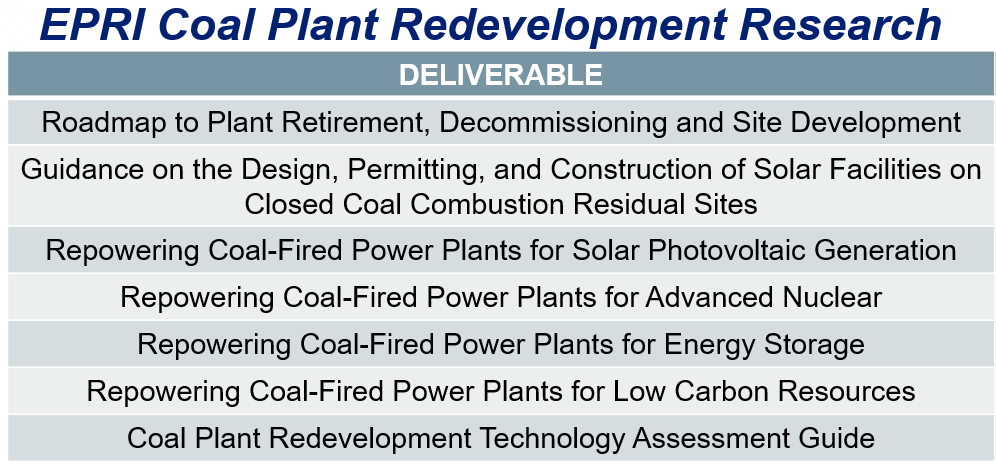 EPRI Coal Plant Redevelopment Research
DELIVERABLE
Roadmap to Plant Retirement, Decommissioning and Site Development
Guidance on the Design, Permitting, and Construction of Solar Facilities on
Closed Coal Combustion Residual Sites
Repowering Coal-Fired Power Plants for Solar Photovoltaic Generation
Repowering Coal-Fired Power Plants for Advanced Nuclear
Repowering Coal-Fired Power Plants for Energy Storage
Repowering Coal-Fired Power Plants for Low Carbon Resources
Coal Plant Redevelopment Technology Assessment Guide